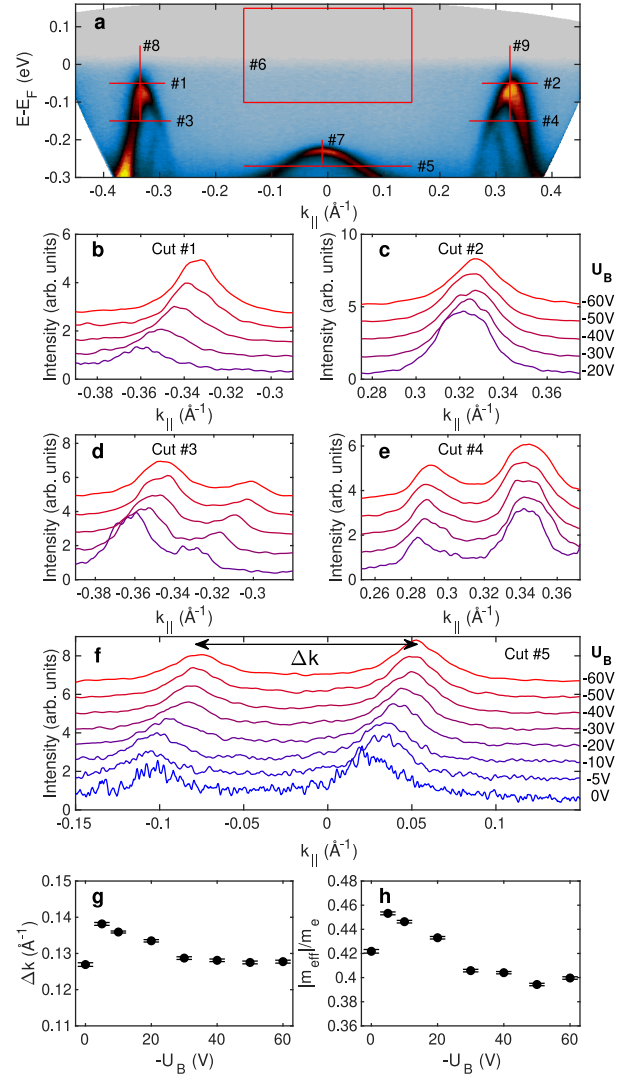 a
#8
#9
#6
#1
#2
#3
#4
#7
#5
E-E_F (eV)
0
-0.1
-0.2
-0.3
-0.4 -0.3 -0.2 -0.1 0 0.1 0.2 0.3 0.4
k_|| (Å⁻¹)
b Cut #1
Intensity (arb. units)
6
4
2
0
-0.38 -0.36 -0.34 -0.32 -0.3
k_|| (Å⁻¹)
c Cut #2
Intensity (arb. units)
10
5
0
0.28 0.3 0.32 0.34 0.36
k_|| (Å⁻¹)
U_B
-60V
-50V
-40V
-30V
-20V
d Cut #3
Intensity (arb. units)
8
6
4
2
0
-0.38 -0.36 -0.34 -0.32 -0.3
k_|| (Å⁻¹)
e Cut #4
Intensity (arb. units)
6
4
2
0
0.26 0.28 0.3 0.32 0.34 0.36
k_|| (Å⁻¹)
f Δk Cut #5
Intensity (arb. units)
8
6
4
2
0
-0.15 -0.1 -0.05 0 0.05 0.1
k_|| (Å⁻¹)
U_B
-60V
-50V
-40V
-30V
-20V
-10V
-5V
0V
g
Δk (Å⁻¹)
0.15
0.14
0.13
0.12
0.11
0 20 40 60
-U_B (V)
h
|m_eff|/m_e
0.48
0.44
0.4
0.36
0 20 40 60
-U_B (V)